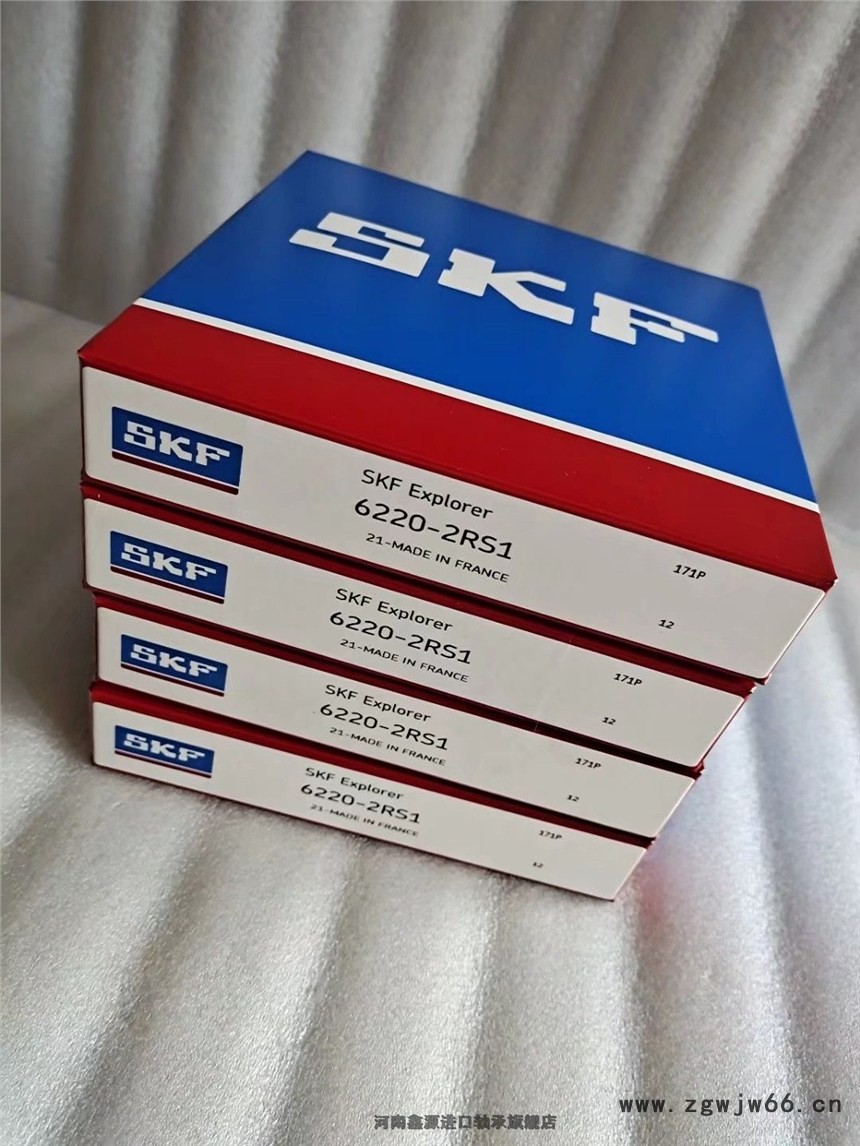 SKF
SKF
SKF Explorer
6220-2RS1
21-MADE IN FRANCE
171P
12
SKF
SKF Explorer
6220-2RS1
21-MADE IN FRANCE
171P
12
SKF
SKF Explorer
6220-2RS1
21-MADE IN FRANCE
171P
12
SKF
SKF Explorer
6220-2RS1
21-MADE IN FRANCE
171P
12
www.zgwjw66.cn
河南鑫源进口轴承旗舰店